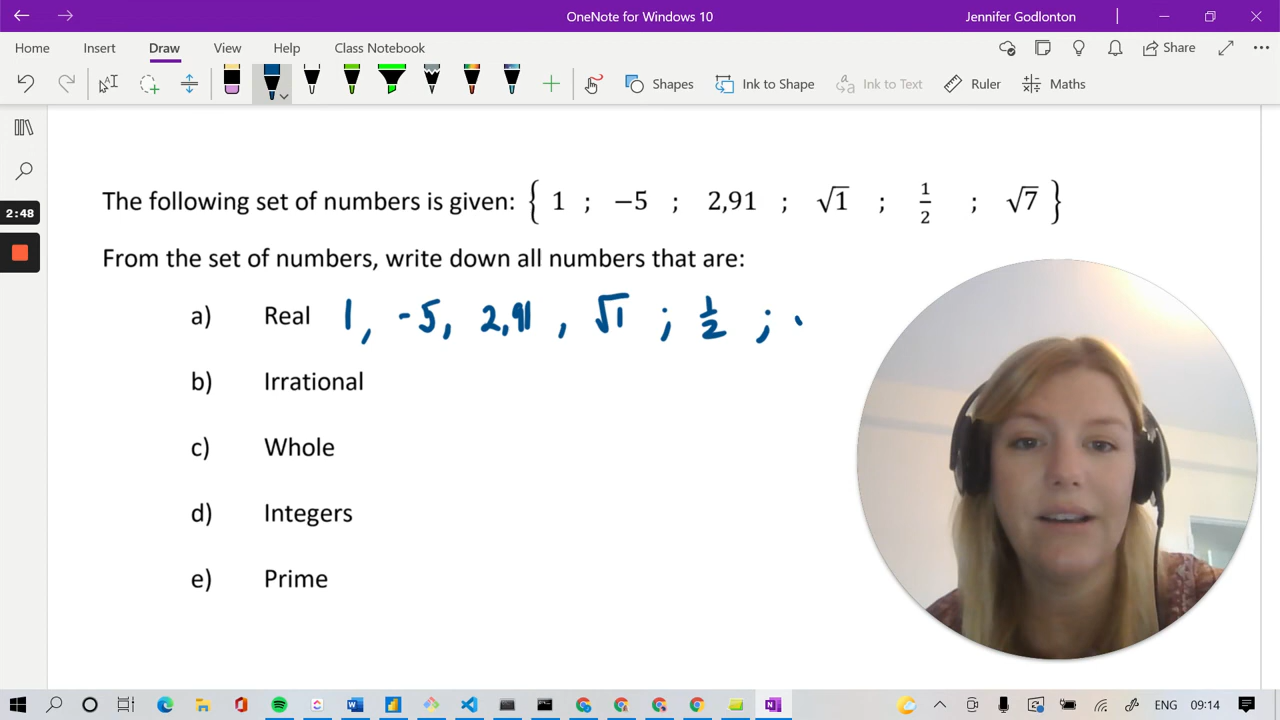 OneNote for Windows 10
Jennifer Godlonton
Home Insert Draw View Help Class Notebook Share
Shapes Ink to Shape Ink to Text Ruler Maths
2:48
The following set of numbers is given: { 1 ; −5 ; 2,91 ; √1 ; 1/2 ; √7 }
From the set of numbers, write down all numbers that are:
a) Real 1, -5, 2,91 , √1 ; 1/2 ;
b) Irrational
c) Whole
d) Integers
e) Prime
ENG 09:14